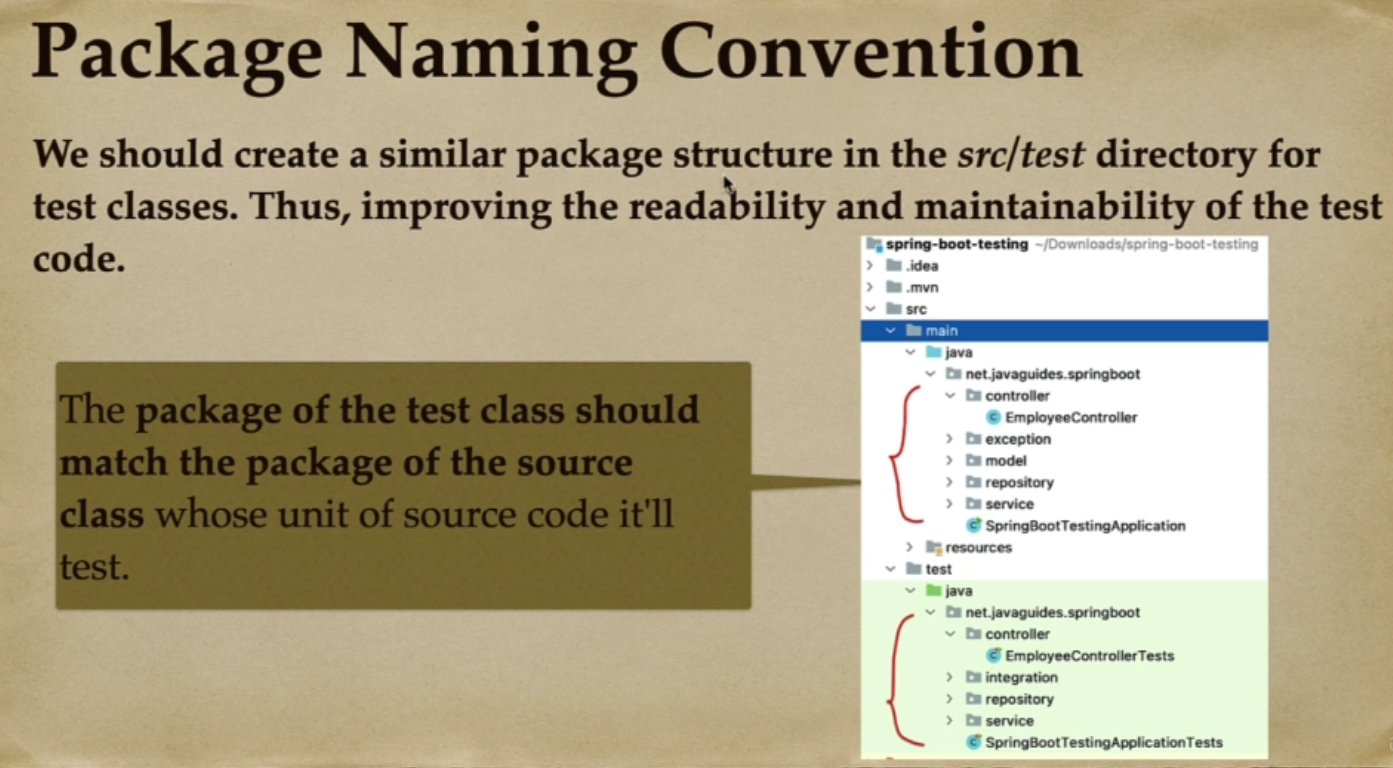 Package Naming Convention
We should create a similar package structure in the src/test directory for
test classes. Thus, improving the readability and maintainability of the test
code.
The package of the test class should
match the package of the source
class whose unit of source code it'll
test.
spring-boot-testing ~/Downloads/spring-boot-testing
.idea
.mvn
src
main
java
net.javaguides.springboot
controller
EmployeeController
exception
model
repository
service
SpringBootTestingApplication
resources
test
java
net.javaguides.springboot
controller
EmployeeControllerTests
integration
repository
service
SpringBootTestingApplicationTests